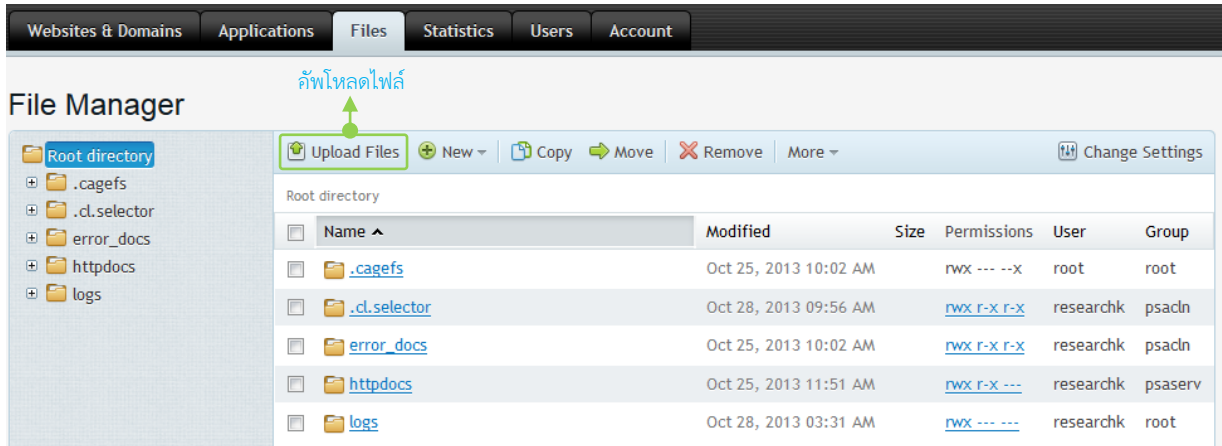 Websites & Domains Applications Files Statistics Users Account
อัพโหลดไฟล์
File Manager
Root directory
.cagefs
.cl.selector
error_docs
httpdocs
logs
Upload Files New Copy Move Remove More Change Settings
Root directory
Name Modified Size Permissions User Group
.cagefs Oct 25, 2013 10:02 AM rwx --- --x root root
.cl.selector Oct 28, 2013 09:56 AM rwx r-x r-x researchk psacln
error_docs Oct 25, 2013 10:02 AM rwx r-x r-x researchk psacln
httpdocs Oct 25, 2013 11:51 AM rwx r-x --- researchk psaserv
logs Oct 28, 2013 03:31 AM rwx --- --- researchk root